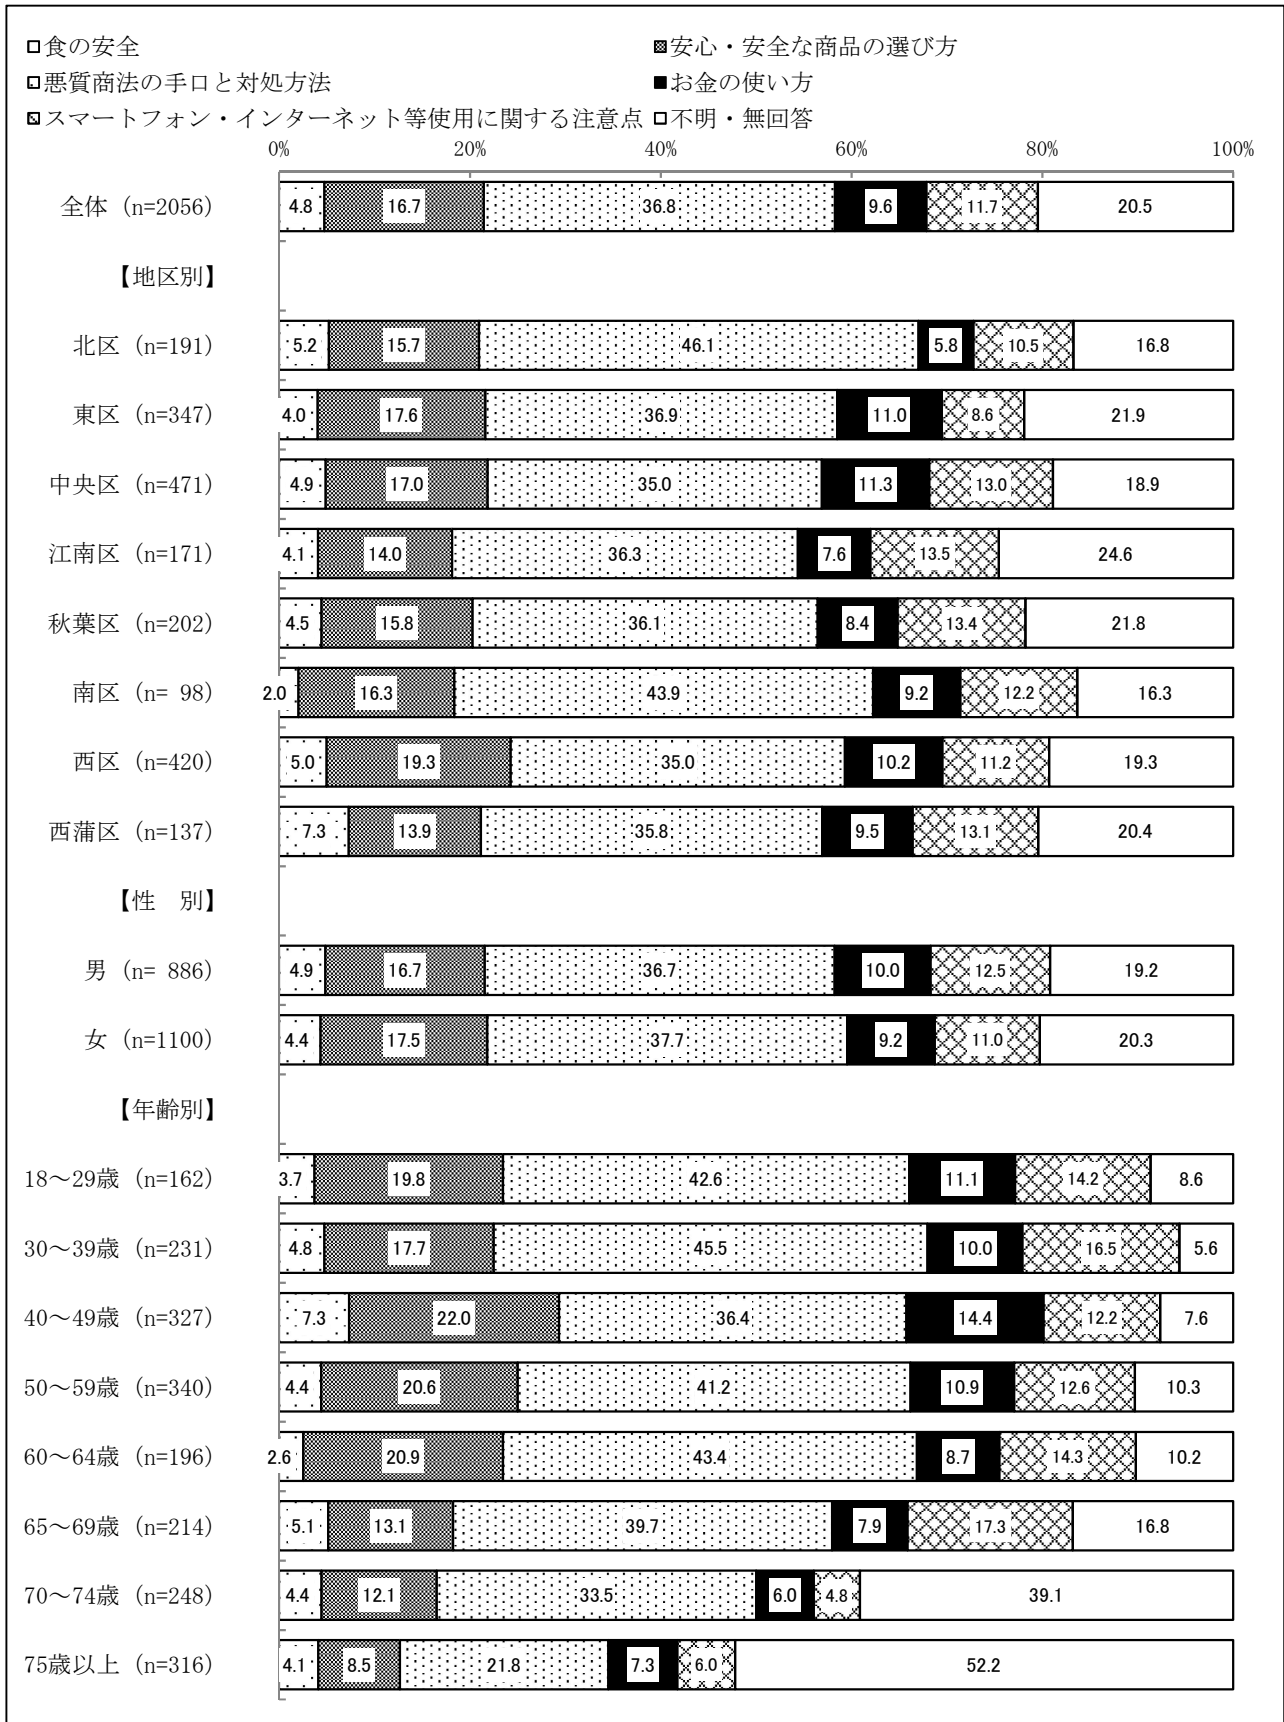 食の安全 安心・安全な商品の選び方
悪質商法の手口と対処方法 お金の使い方
スマートフォン・インターネット等使用に関する注意点 不明・無回答
0% 20% 40% 60% 80% 100%
全体 (n=2056) 4.8 16.7 36.8 9.6 11.7 20.5
【地区別】
北区 (n=191) 5.2 15.7 46.1 5.8 10.5 16.8
東区 (n=347) 4.0 17.6 36.9 11.0 8.6 21.9
中央区 (n=471) 4.9 17.0 35.0 11.3 13.0 18.9
江南区 (n=171) 4.1 14.0 36.3 7.6 13.5 24.6
秋葉区 (n=202) 4.5 15.8 36.1 8.4 13.4 21.8
南区 (n= 98) 2.0 16.3 43.9 9.2 12.2 16.3
西区 (n=420) 5.0 19.3 35.0 10.2 11.2 19.3
西蒲区 (n=137) 7.3 13.9 35.8 9.5 13.1 20.4
【性　別】
男 (n= 886) 4.9 16.7 36.7 10.0 12.5 19.2
女 (n=1100) 4.4 17.5 37.7 9.2 11.0 20.3
【年齢別】
18～29歳 (n=162) 3.7 19.8 42.6 11.1 14.2 8.6
30～39歳 (n=231) 4.8 17.7 45.5 10.0 16.5 5.6
40～49歳 (n=327) 7.3 22.0 36.4 14.4 12.2 7.6
50～59歳 (n=340) 4.4 20.6 41.2 10.9 12.6 10.3
60～64歳 (n=196) 2.6 20.9 43.4 8.7 14.3 10.2
65～69歳 (n=214) 5.1 13.1 39.7 7.9 17.3 16.8
70～74歳 (n=248) 4.4 12.1 33.5 6.0 4.8 39.1
75歳以上 (n=316) 4.1 8.5 21.8 7.3 6.0 52.2